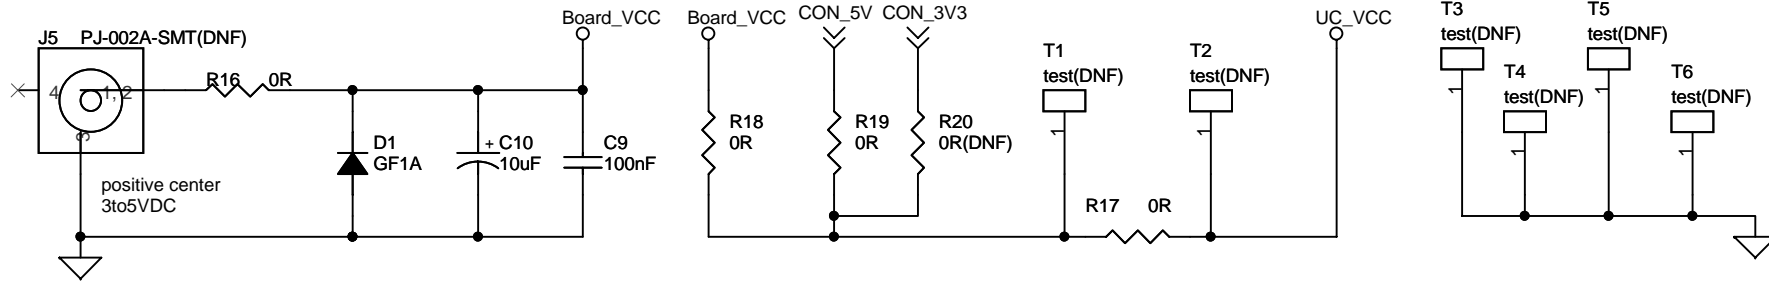 J5 PJ-002A-SMT(DNF)
4
1, 2
3
R16 0R
positive center
3to5VDC
D1
GF1A
+ C10
10uF
C9
100nF
Board_VCC
Board_VCC
CON_5V
CON_3V3
R18
0R
R19
0R
R20
0R(DNF)
T1
test(DNF)
1
R17 0R
T2
test(DNF)
1
UC_VCC
T3
test(DNF)
1
T4
test(DNF)
1
T5
test(DNF)
1
T6
test(DNF)
1